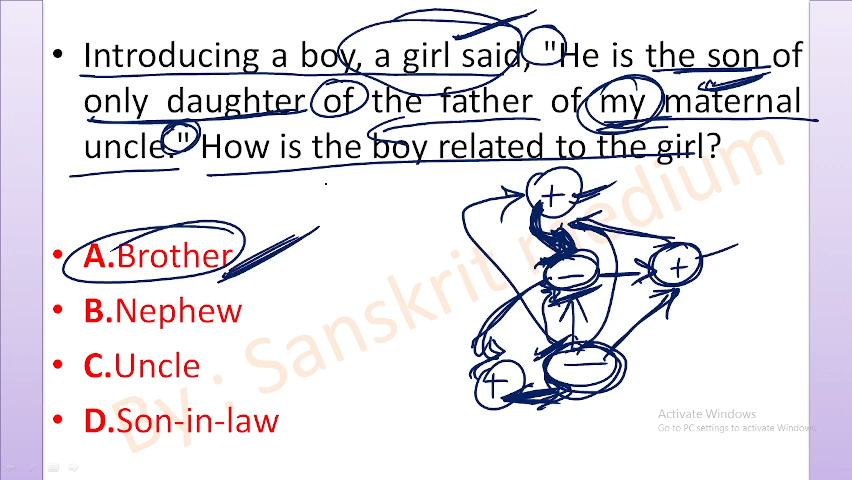 • Introducing a boy, a girl said, "He is the son of
only daughter of the father of my maternal
uncle." How is the boy related to the girl?
• A.Brother
• B.Nephew
• C.Uncle
• D.Son-in-law
By : Sanskrit medium
+
−
+
−
+
Activate Windows
Go to PC settings to activate Windows.